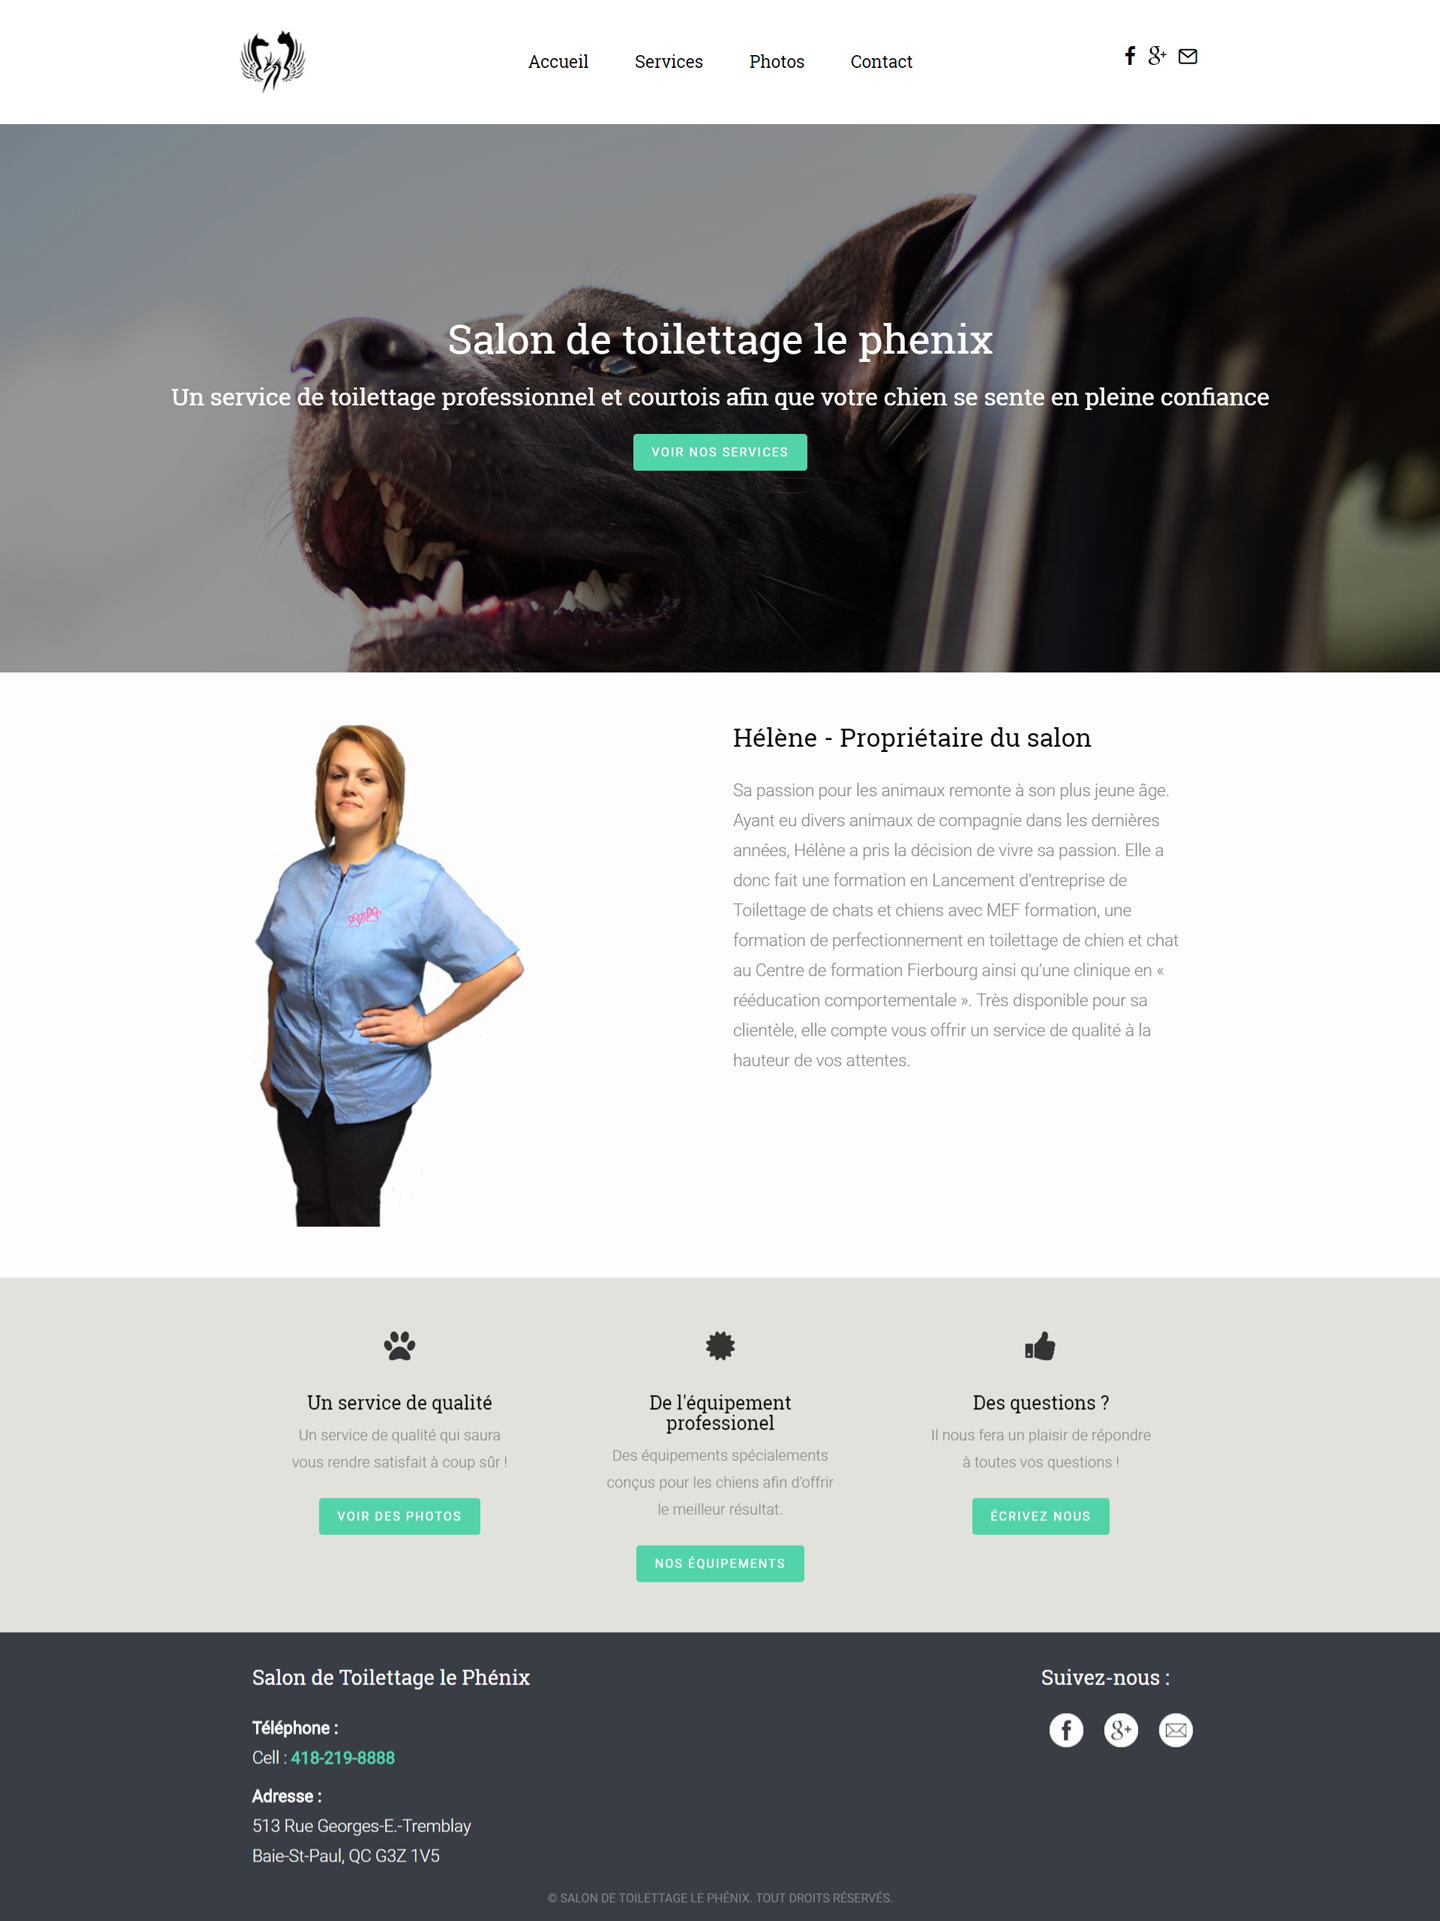 Accueil Services Photos Contact
Salon de toilettage le phenix
Un service de toilettage professionnel et courtois afin que votre chien se sente en pleine confiance
VOIR NOS SERVICES
Hélène - Propriétaire du salon
Sa passion pour les animaux remonte à son plus jeune âge.
Ayant eu divers animaux de compagnie dans les dernières
années, Hélène a pris la décision de vivre sa passion. Elle a
donc fait une formation en Lancement d’entreprise de
Toilettage de chats et chiens avec MEF formation, une
formation de perfectionnement en toilettage de chien et chat
au Centre de formation Fierbourg ainsi qu’une clinique en «
rééducation comportementale ». Très disponible pour sa
clientèle, elle compte vous offrir un service de qualité à la
hauteur de vos attentes.
Un service de qualité
Un service de qualité qui saura
vous rendre satisfait à coup sûr !
VOIR DES PHOTOS
De l'équipement
professionel
Des équipements spécialements
conçus pour les chiens afin d'offrir
le meilleur résultat.
NOS ÉQUIPEMENTS
Des questions ?
Il nous fera un plaisir de répondre
à toutes vos questions !
ÉCRIVEZ NOUS
Salon de Toilettage le Phénix
Téléphone :
Cell : 418-219-8888
Adresse :
513 Rue Georges-E.-Tremblay
Baie-St-Paul, QC G3Z 1V5
Suivez-nous :
© SALON DE TOILETTAGE LE PHÉNIX. TOUT DROITS RÉSERVÉS.